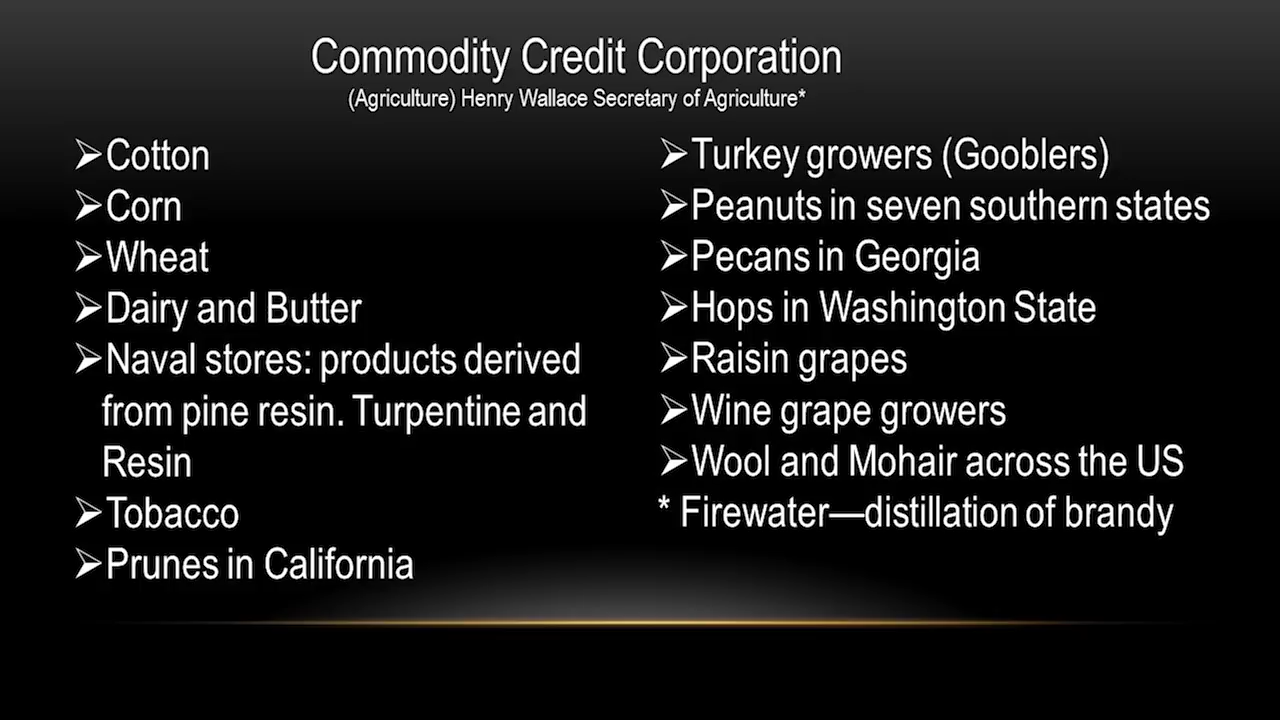 Commodity Credit Corporation
(Agriculture) Henry Wallace Secretary of Agriculture*
➢Cotton
➢Corn
➢Wheat
➢Dairy and Butter
➢Naval stores: products derived
from pine resin. Turpentine and
Resin
➢Tobacco
➢Prunes in California
➢Turkey growers (Gooblers)
➢Peanuts in seven southern states
➢Pecans in Georgia
➢Hops in Washington State
➢Raisin grapes
➢Wine grape growers
➢Wool and Mohair across the US
* Firewater—distillation of brandy